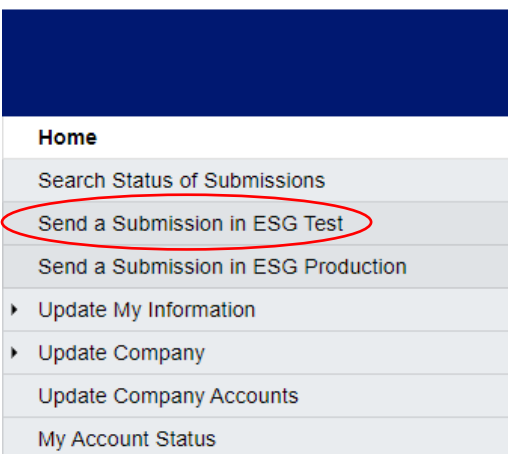 Home
Search Status of Submissions
Send a Submission in ESG Test
Send a Submission in ESG Production
Update My Information
Update Company
Update Company Accounts
My Account Status